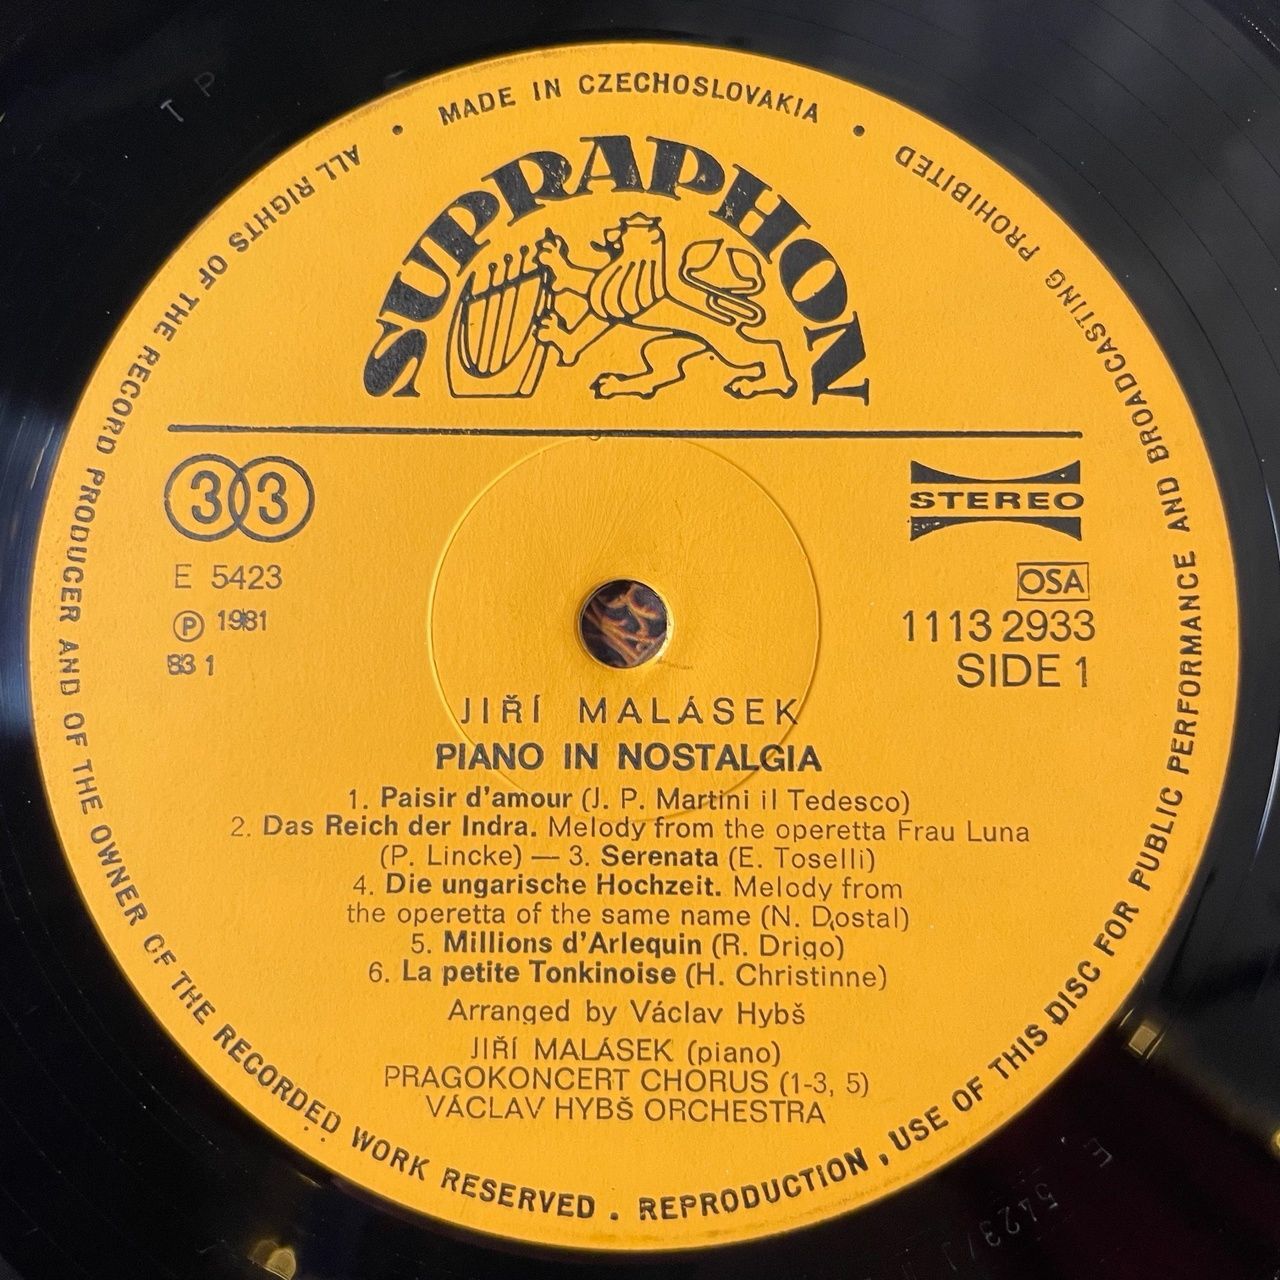 MADE IN CZECHOSLOVAKIA
ALL RIGHTS OF THE RECORD PRODUCER AND OF THE OWNER OF THE RECORDED WORK RESERVED . REPRODUCTION , USE OF THIS DISC FOR PUBLIC PERFORMANCE AND BROADCASTING PROHIBITED
SUPRAPHON
33
STEREO
E 5423
OSA
Ⓟ 1981
1113 2933
83 1
SIDE 1
JIŘÍ MALÁSEK
PIANO IN NOSTALGIA
1. Paisir d'amour (J. P. Martini il Tedesco)
2. Das Reich der Indra. Melody from the operetta Frau Luna
(P. Lincke) — 3. Serenata (E. Toselli)
4. Die ungarische Hochzeit. Melody from
the operetta of the same name (N. Dostal)
5. Millions d'Arlequin (R. Drigo)
6. La petite Tonkinoise (H. Christinne)
Arranged by Václav Hybš
JIŘÍ MALÁSEK (piano)
PRAGOKONCERT CHORUS (1-3, 5)
VÁCLAV HYBŠ ORCHESTRA
T P